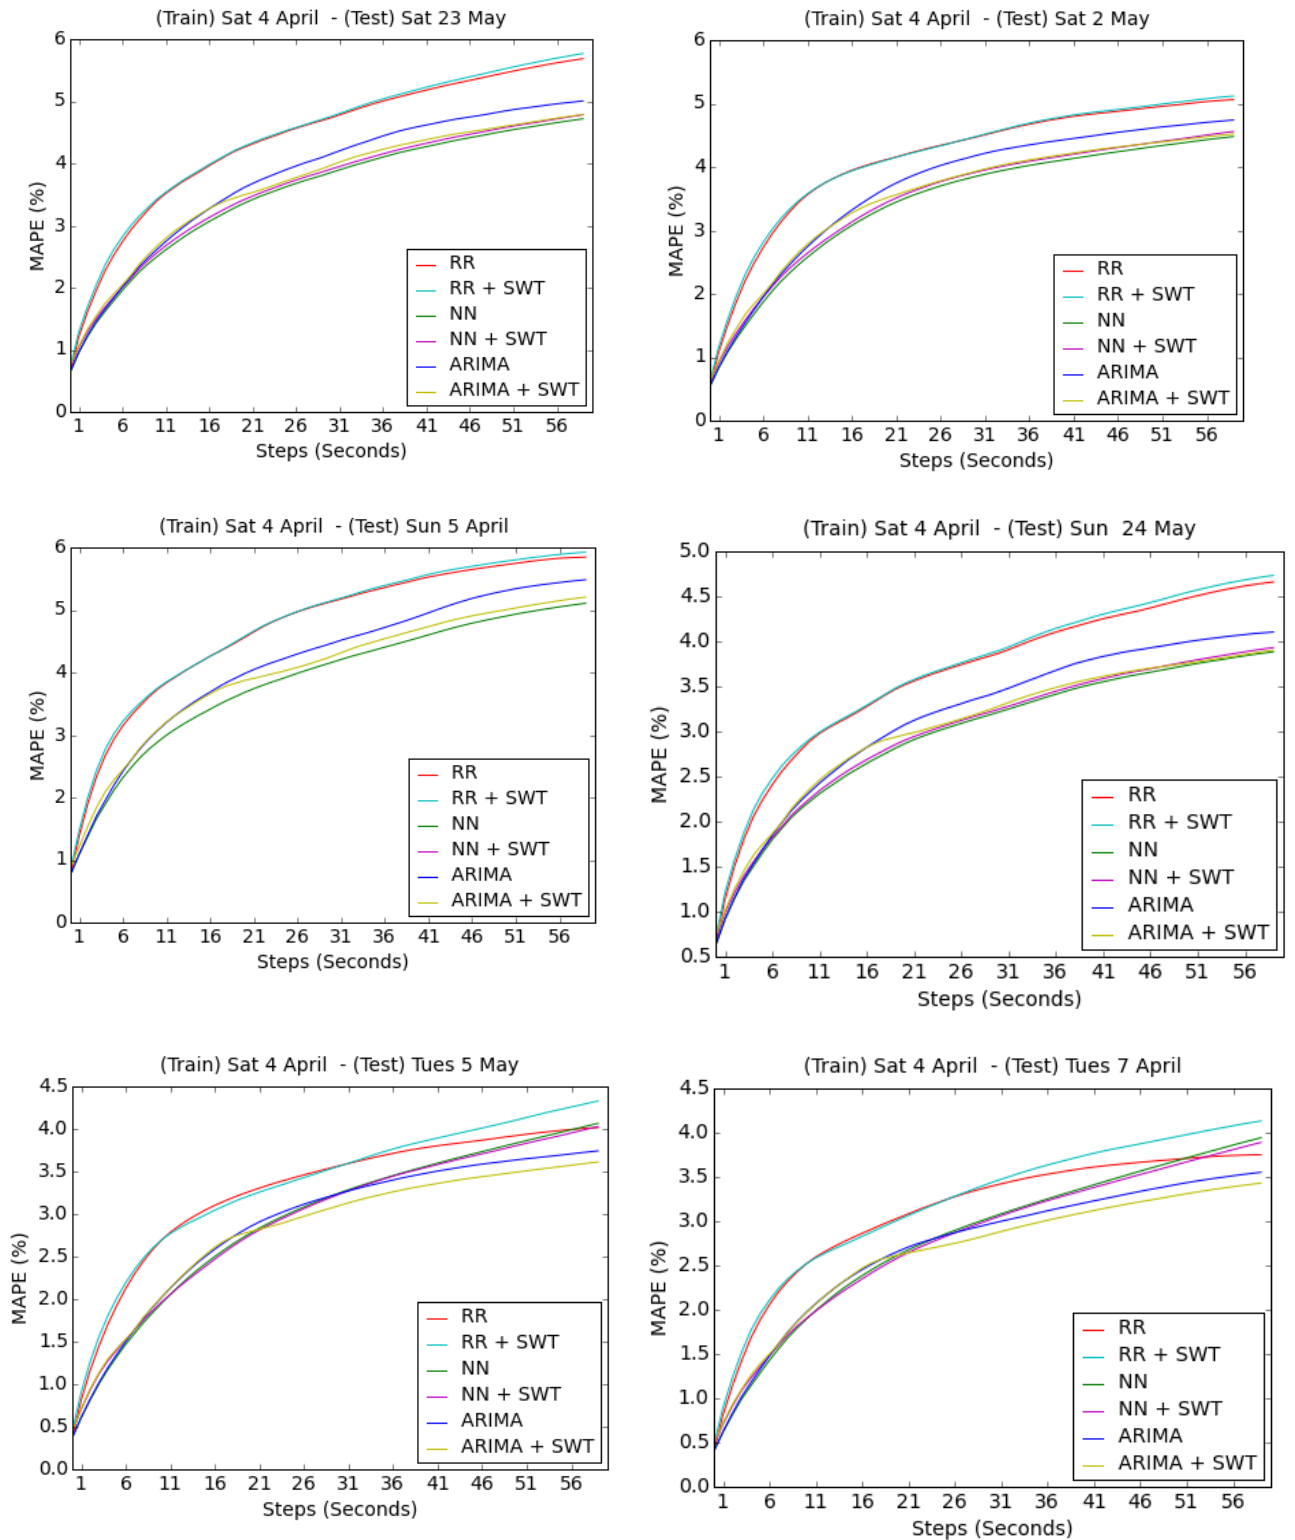 (Train) Sat 4 April - (Test) Sat 23 May
6
5
4
3
2
1
0
MAPE (%)
RR
RR + SWT
NN
NN + SWT
ARIMA
ARIMA + SWT
1 6 11 16 21 26 31 36 41 46 51 56
Steps (Seconds)
(Train) Sat 4 April - (Test) Sat 2 May
6
5
4
3
2
1
0
MAPE (%)
RR
RR + SWT
NN
NN + SWT
ARIMA
ARIMA + SWT
1 6 11 16 21 26 31 36 41 46 51 56
Steps (Seconds)
(Train) Sat 4 April - (Test) Sun 5 April
6
5
4
3
2
1
0
MAPE (%)
RR
RR + SWT
NN
NN + SWT
ARIMA
ARIMA + SWT
1 6 11 16 21 26 31 36 41 46 51 56
Steps (Seconds)
(Train) Sat 4 April - (Test) Sun 24 May
5.0
4.5
4.0
3.5
3.0
2.5
2.0
1.5
1.0
0.5
MAPE (%)
RR
RR + SWT
NN
NN + SWT
ARIMA
ARIMA + SWT
1 6 11 16 21 26 31 36 41 46 51 56
Steps (Seconds)
(Train) Sat 4 April - (Test) Tues 5 May
4.5
4.0
3.5
3.0
2.5
2.0
1.5
1.0
0.5
0.0
MAPE (%)
RR
RR + SWT
NN
NN + SWT
ARIMA
ARIMA + SWT
1 6 11 16 21 26 31 36 41 46 51 56
Steps (Seconds)
(Train) Sat 4 April - (Test) Tues 7 April
4.5
4.0
3.5
3.0
2.5
2.0
1.5
1.0
0.5
0.0
MAPE (%)
RR
RR + SWT
NN
NN + SWT
ARIMA
ARIMA + SWT
1 6 11 16 21 26 31 36 41 46 51 56
Steps (Seconds)